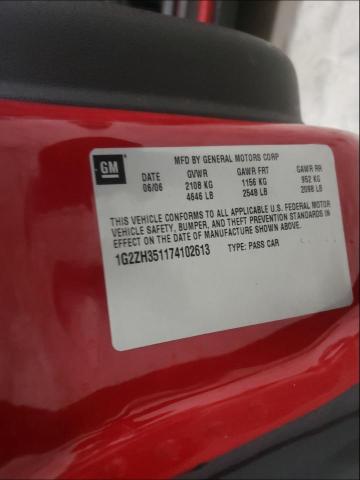 GM
MFD BY GENERAL MOTORS CORP
DATE GVWR GAWR FRT GAWR RR
06/06 2108 KG 1156 KG 952 KG
4646 LB 2548 LB 2098 LB
THIS VEHICLE CONFORMS TO ALL APPLICABLE U.S. FEDERAL MOTOR
VEHICLE SAFETY, BUMPER, AND THEFT PREVENTION STANDARDS IN
EFFECT ON THE DATE OF MANUFACTURE SHOWN ABOVE.
1G2ZH351174102613 TYPE: PASS CAR